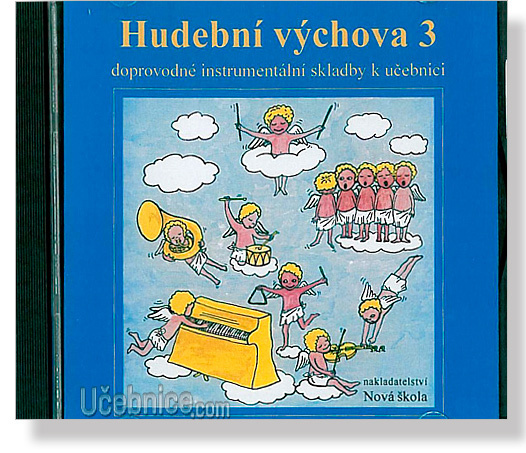 Hudební výchova 3
doprovodné instrumentální skladby k učebnici
nakladatelství
Nová škola
Učebnice.com